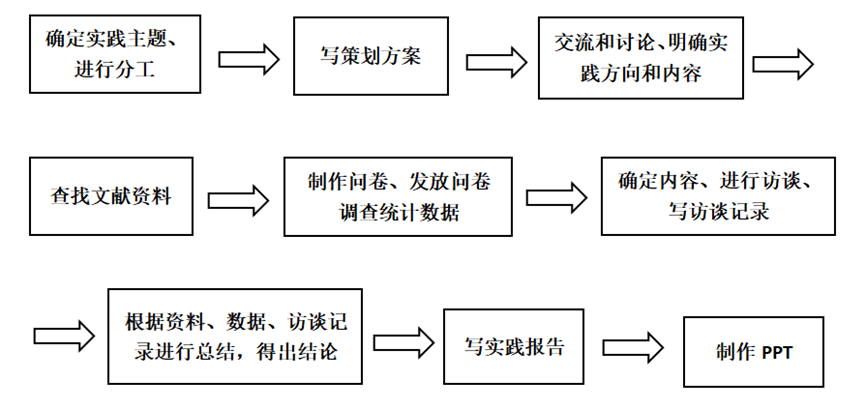 确定实践主题、
进行分工
写策划方案
交流和讨论、明确实
践方向和内容
查找文献资料
制作问卷、发放问卷
调查统计数据
确定内容、进行访谈、
写访谈记录
根据资料、数据、访谈记
录进行总结，得出结论
写实践报告
制作 PPT